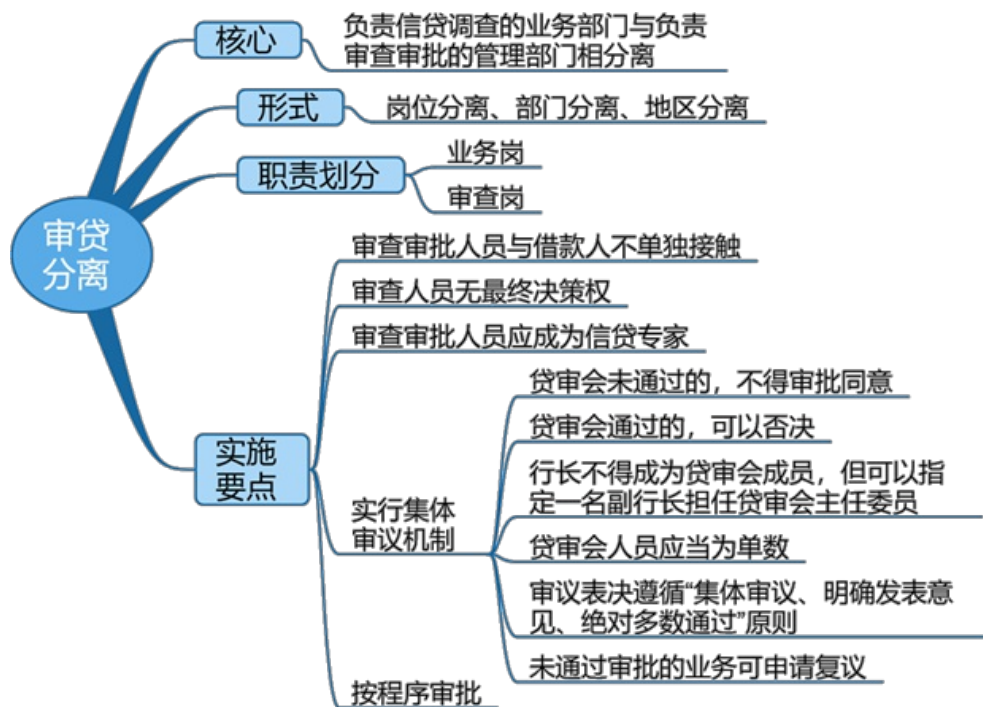 审贷
分离
核心
负责信贷调查的业务部门与负责
审查审批的管理部门相分离
形式
岗位分离、部门分离、地区分离
职责划分
业务岗
审查岗
实施
要点
审查审批人员与借款人不单独接触
审查人员无最终决策权
审查审批人员应成为信贷专家
实行集体
审议机制
贷审会未通过的，不得审批同意
贷审会通过的，可以否决
行长不得成为贷审会成员，但可以指
定一名副行长担任贷审会主任委员
贷审会人员应当为单数
审议表决遵循“集体审议、明确发表意
见、绝对多数通过”原则
未通过审批的业务可申请复议
按程序审批